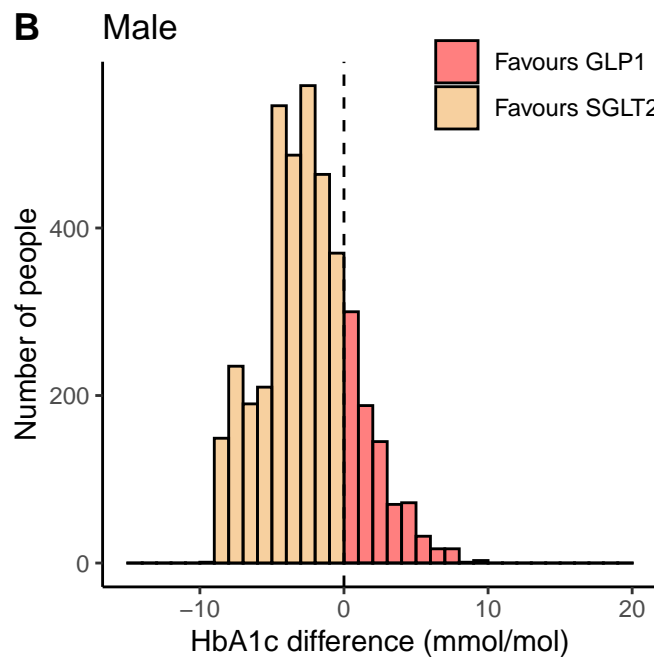 B Male
Favours GLP1
Favours SGLT2
Number of people
400
200
0
−10 0 10 20
HbA1c difference (mmol/mol)